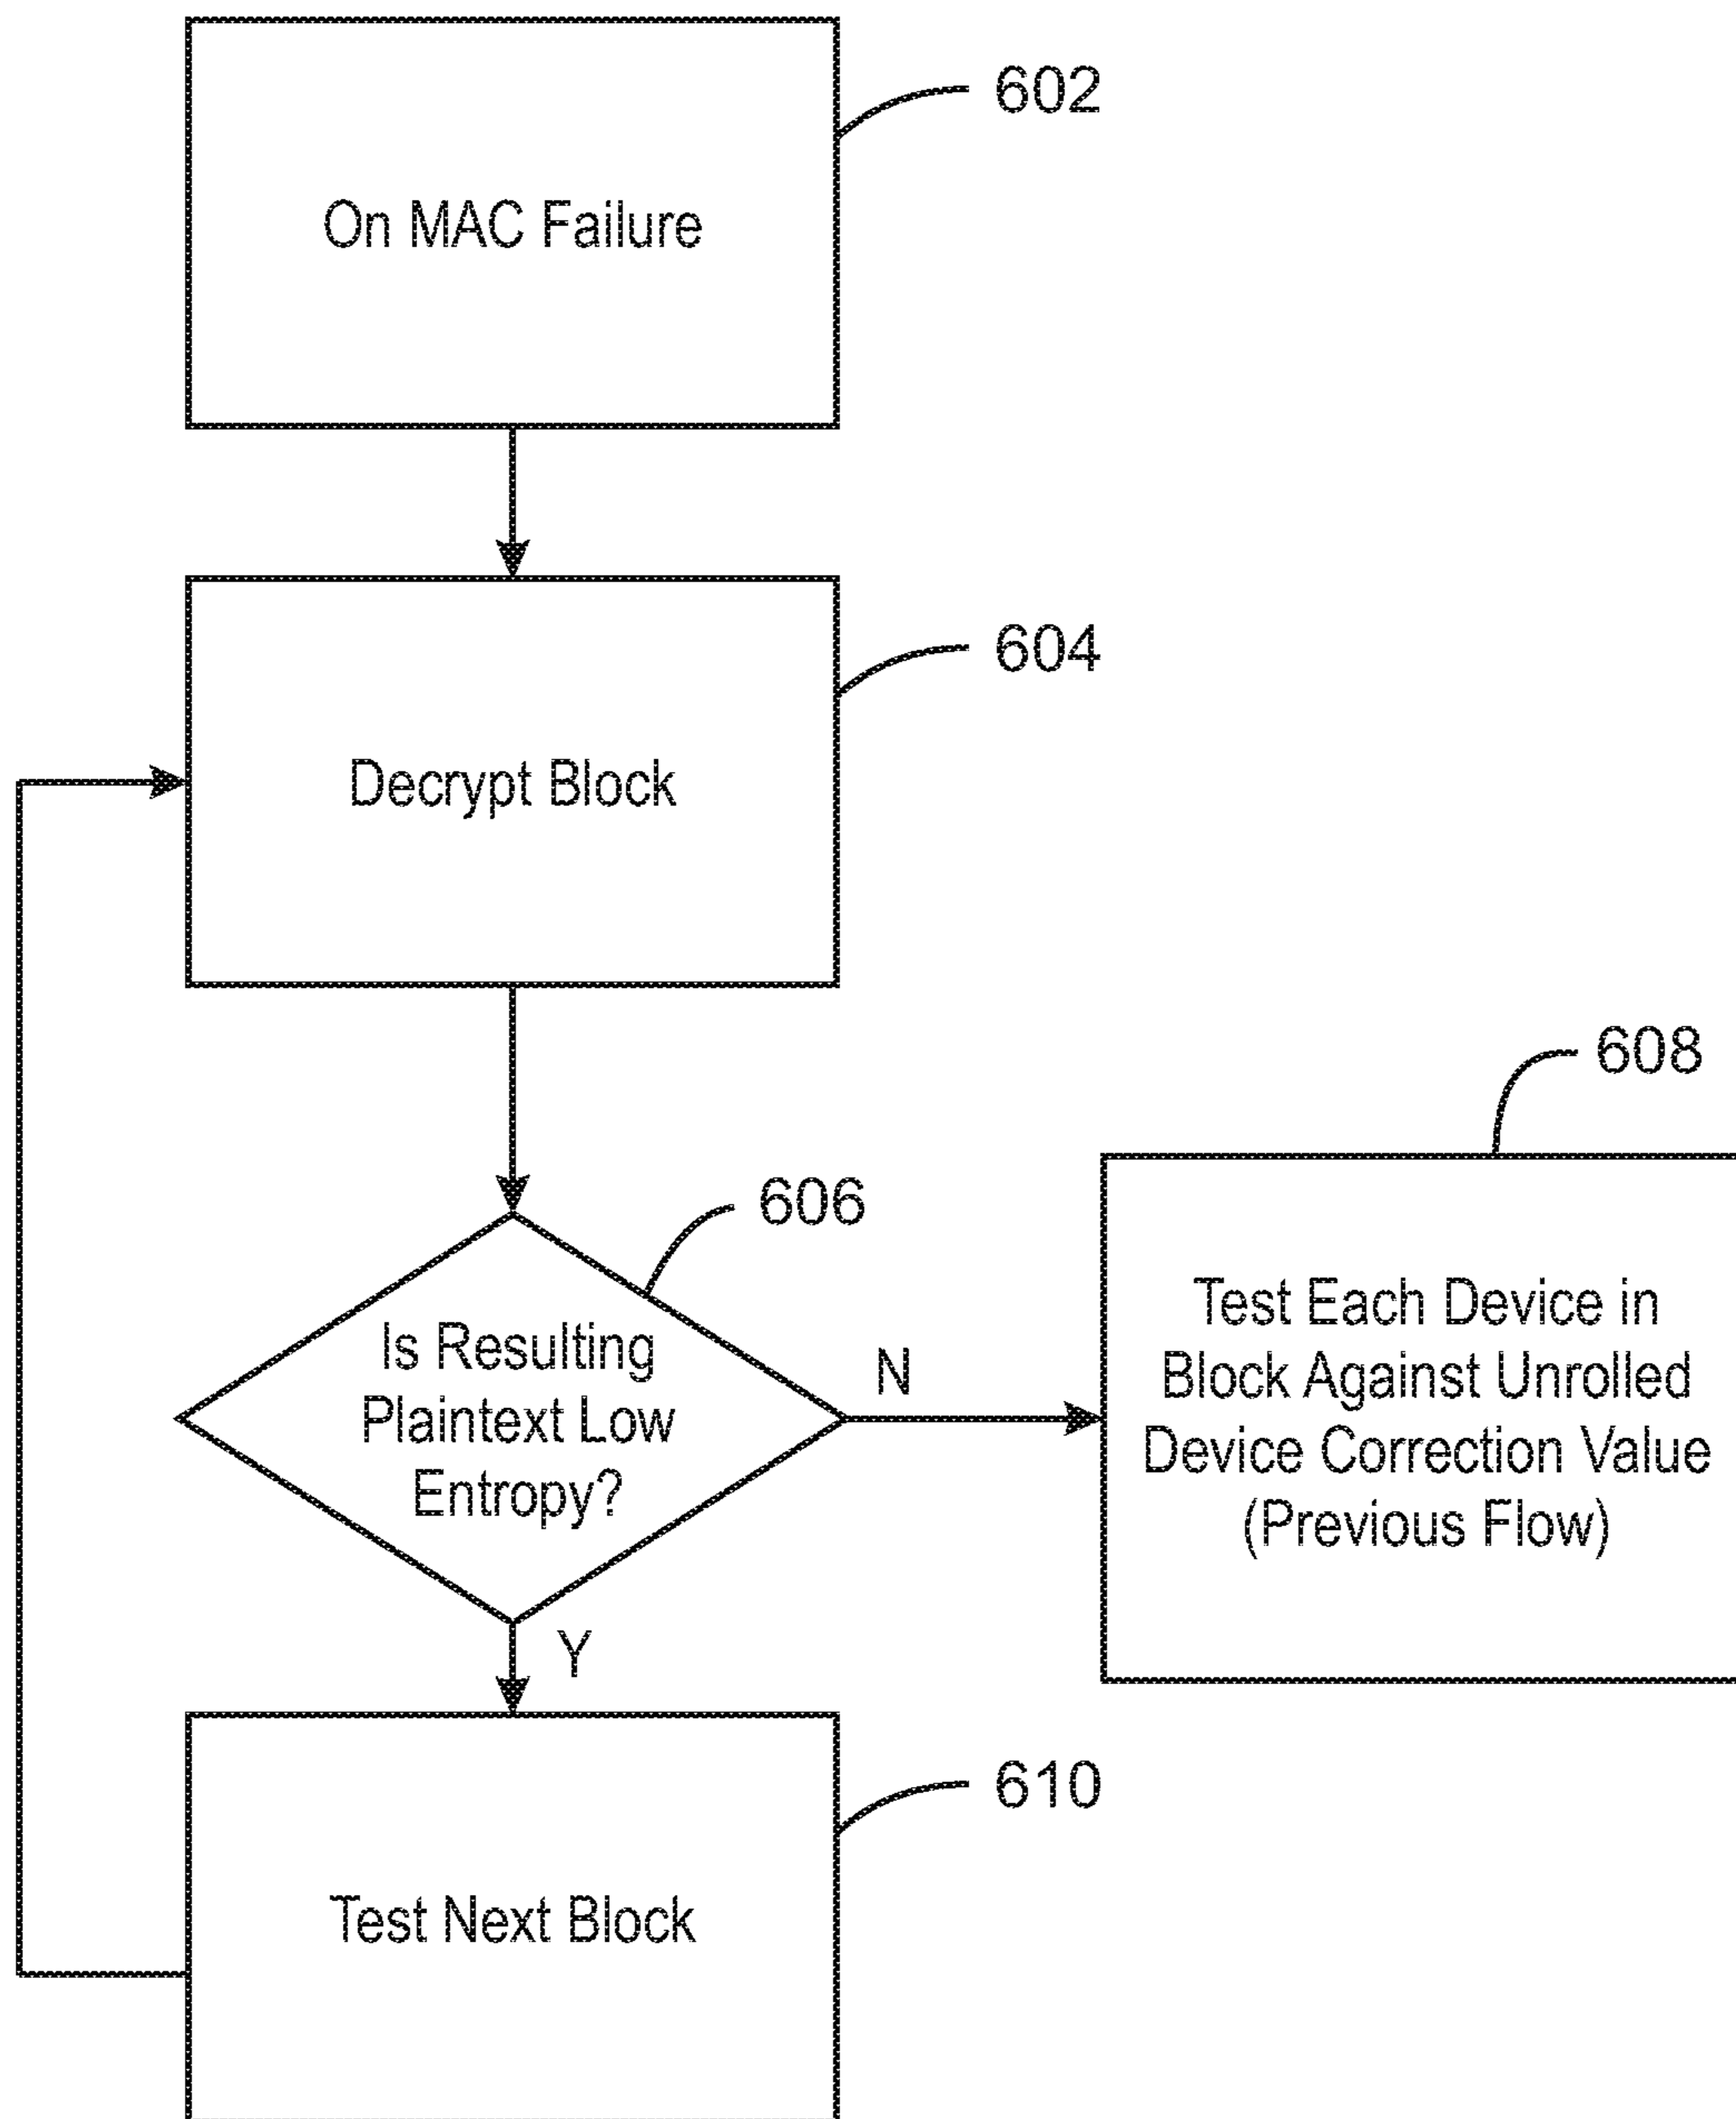 602
On MAC Failure
604
Decrypt Block
606
Is Resulting
Plaintext Low
Entropy?
N
608
Test Each Device in
Block Against Unrolled
Device Correction Value
(Previous Flow)
Y
610
Test Next Block